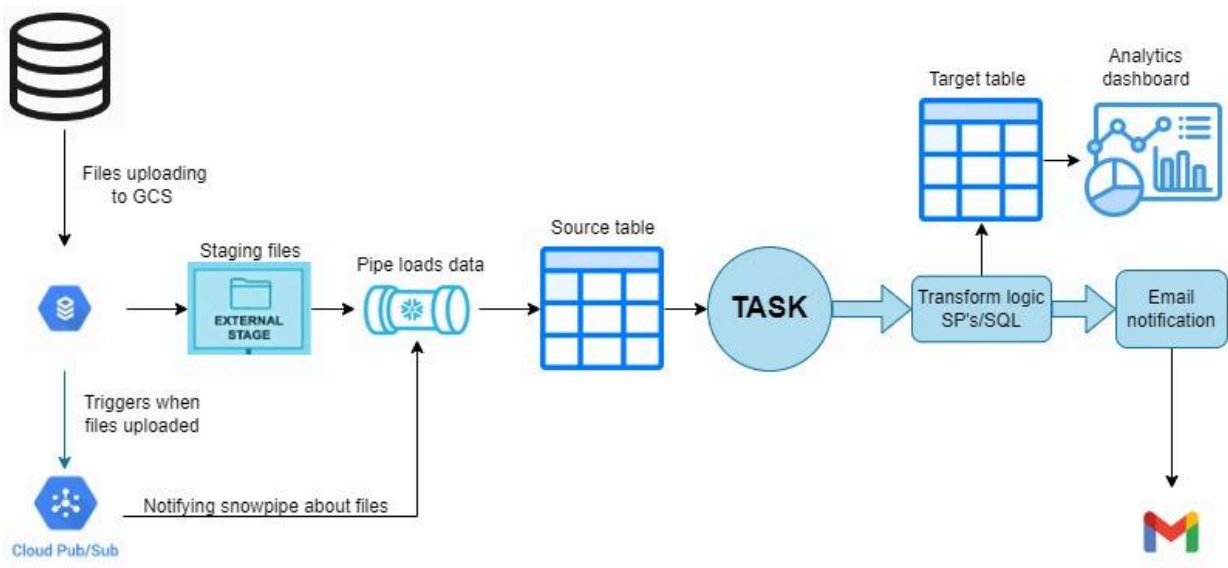 Files uploading
to GCS
Staging files
EXTERNAL
STAGE
Pipe loads data
Source table
TASK
Transform logic
SP's/SQL
Target table
Analytics
dashboard
Email
notification
Triggers when
files uploaded
Notifying snowpipe about files
Cloud Pub/Sub